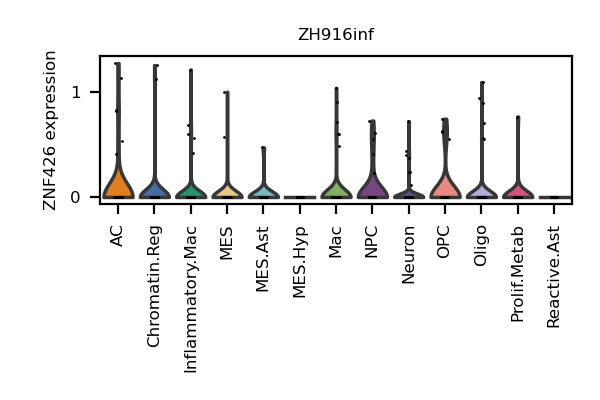 ZH916inf
ZNF426 expression
1
0
AC
Chromatin.Reg
Inflammatory.Mac
MES
MES.Ast
MES.Hyp
Mac
NPC
Neuron
OPC
Oligo
Prolif.Metab
Reactive.Ast